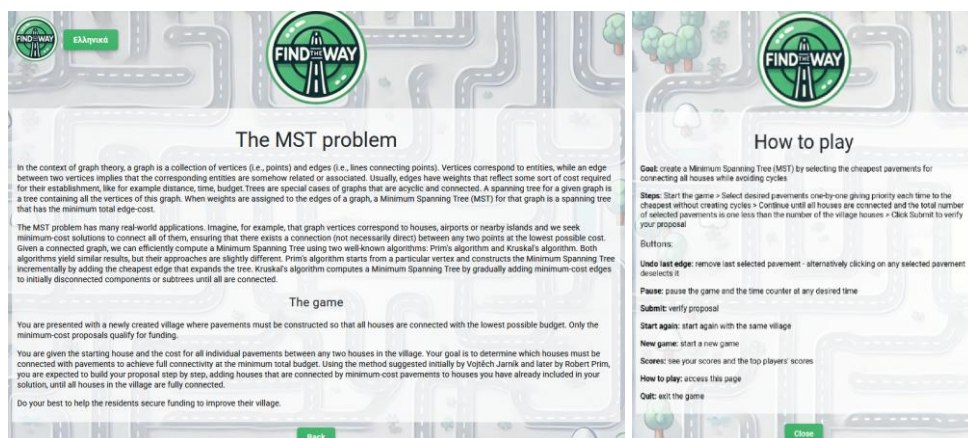 FIND THE WAY
Ελληνικά
FIND THE WAY
The MST problem
In the context of graph theory, a graph is a collection of vertices (i.e., points) and edges (i.e., lines connecting points). Vertices correspond to entities, while an edge
between two vertices implies that the corresponding entities are somehow related or associated. Usually, edges have weights that reflect some sort of cost required
for their establishment, like for example distance, time, budget.Trees are special cases of graphs that are acyclic and connected. A spanning tree for a given graph is
a tree containing all the vertices of this graph. When weights are assigned to the edges of a graph, a Minimum Spanning Tree (MST) for that graph is a spanning tree
that has the minimum total edge-cost.
The MST problem has many real-world applications. Imagine, for example, that graph vertices correspond to houses, airports or nearby islands and we seek
minimum-cost solutions to connect all of them, ensuring that there exists a connection (not necessarily direct) between any two points at the lowest possible cost.
Given a connected graph, we can efficiently compute a Minimum Spanning Tree using two well-known algorithms: Prim's algorithm and Kruskal's algorithm. Both
algorithms yield similar results, but their approaches are slightly different. Prim's algorithm starts from a particular vertex and constructs the Minimum Spanning Tree
incrementally by adding the cheapest edge that expands the tree. Kruskal's algorithm computes a Minimum Spanning Tree by gradually adding minimum-cost edges
to initially disconnected components or subtrees until all are connected.
The game
You are presented with a newly created village where pavements must be constructed so that all houses are connected with the lowest possible budget. Only the
minimum-cost proposals qualify for funding.
You are given the starting house and the cost for all individual pavements between any two houses in the village. Your goal is to determine which houses must be
connected with pavements to achieve full connectivity at the minimum total budget. Using the method suggested initially by Vojtěch Jarník and later by Robert Prim,
you are expected to build your proposal step by step, adding houses that are connected by minimum-cost pavements to houses you have already included in your
solution, until all houses in the village are fully connected.
Do your best to help the residents secure funding to improve their village.
Back
FIND THE WAY
How to play
Goal: create a Minimum Spanning Tree (MST) by selecting the cheapest pavements for
connecting all houses while avoiding cycles
Steps: Start the game > Select desired pavements one-by-one giving priority each time to the
cheapest without creating cycles > Continue until all houses are connected and the total number
of selected pavements is one less than the number of the village houses > Click Submit to verify
your proposal
Buttons:
Undo last edge: remove last selected pavement - alternatively clicking on any selected pavement
deselects it
Pause: pause the game and the time counter at any desired time
Submit: verify proposal
Start again: start again with the same village
New game: start a new game
Scores: see your scores and the top players' scores
How to play: access this page
Quit: exit the game
Close